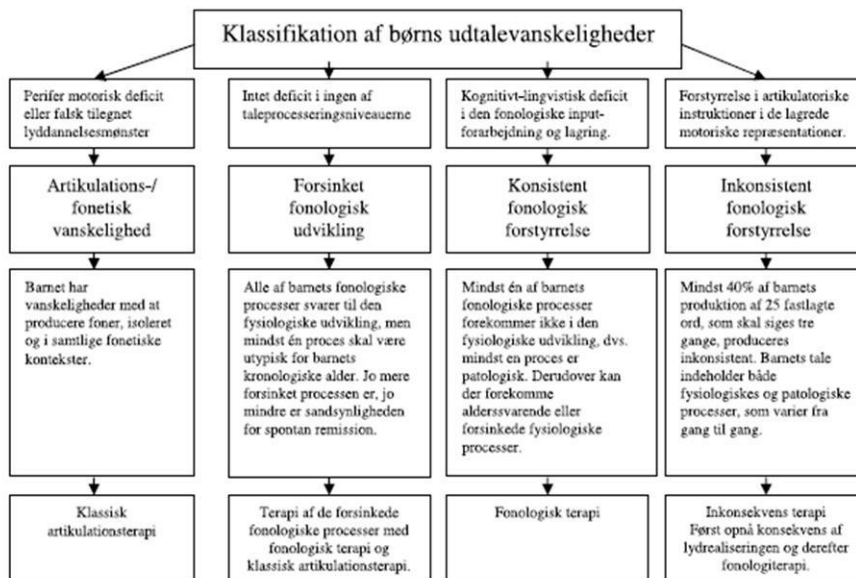 Klassifikation af børns udtalevanskeligheder
Perifer motorisk deficit
eller falsk tilegnet
lyddannelsesmønster
Intet deficit i ingen af
taleprocesseringsniveauerne
Kognitivt-lingvistisk deficit
i den fonologiske input-
forarbejdning og lagring.
Forstyrrelse i artikulatoriske
instruktioner i de lagrede
motoriske repræsentationer.
Artikulations-/
fonetisk
vanskelighed
Forsinket
fonologisk
udvikling
Konsistent
fonologisk
forstyrrelse
Inkonsistent
fonologisk
forstyrrelse
Barnet har
vanskeligheder med at
producere foner, isoleret
og i samtlige fonetiske
kontekster.
Alle af barnets fonologiske
processer svarer til den
fysiologiske udvikling, men
mindst én proces skal være
utypisk for barnets
kronologiske alder. Jo mere
forsinket processen er, jo
mindre er sandsynligheden
for spontan remission.
Mindst én af barnets
fonologiske processer
forekommer ikke i den
fysiologiske udvikling, dvs.
mindst en proces er
patologisk. Derudover kan
der forekomme
alderssvarende eller
forsinkede fysiologiske
processer.
Mindst 40% af barnets
produktion af 25 fastlagte
ord, som skal siges tre
gange, produceres
inkonsistent. Barnets tale
indeholder både
fysiologiskes og patologiske
processer, som varier fra
gang til gang.
Klassisk
artikulationsterapi
Terapi af de forsinkede
fonologiske processer med
fonologisk terapi og
klassisk artikulationsterapi.
Fonologisk terapi
Inkonsekvens terapi
Først opnå konsekvens af
lydrealiseringen og derefter
fonologiterapi.